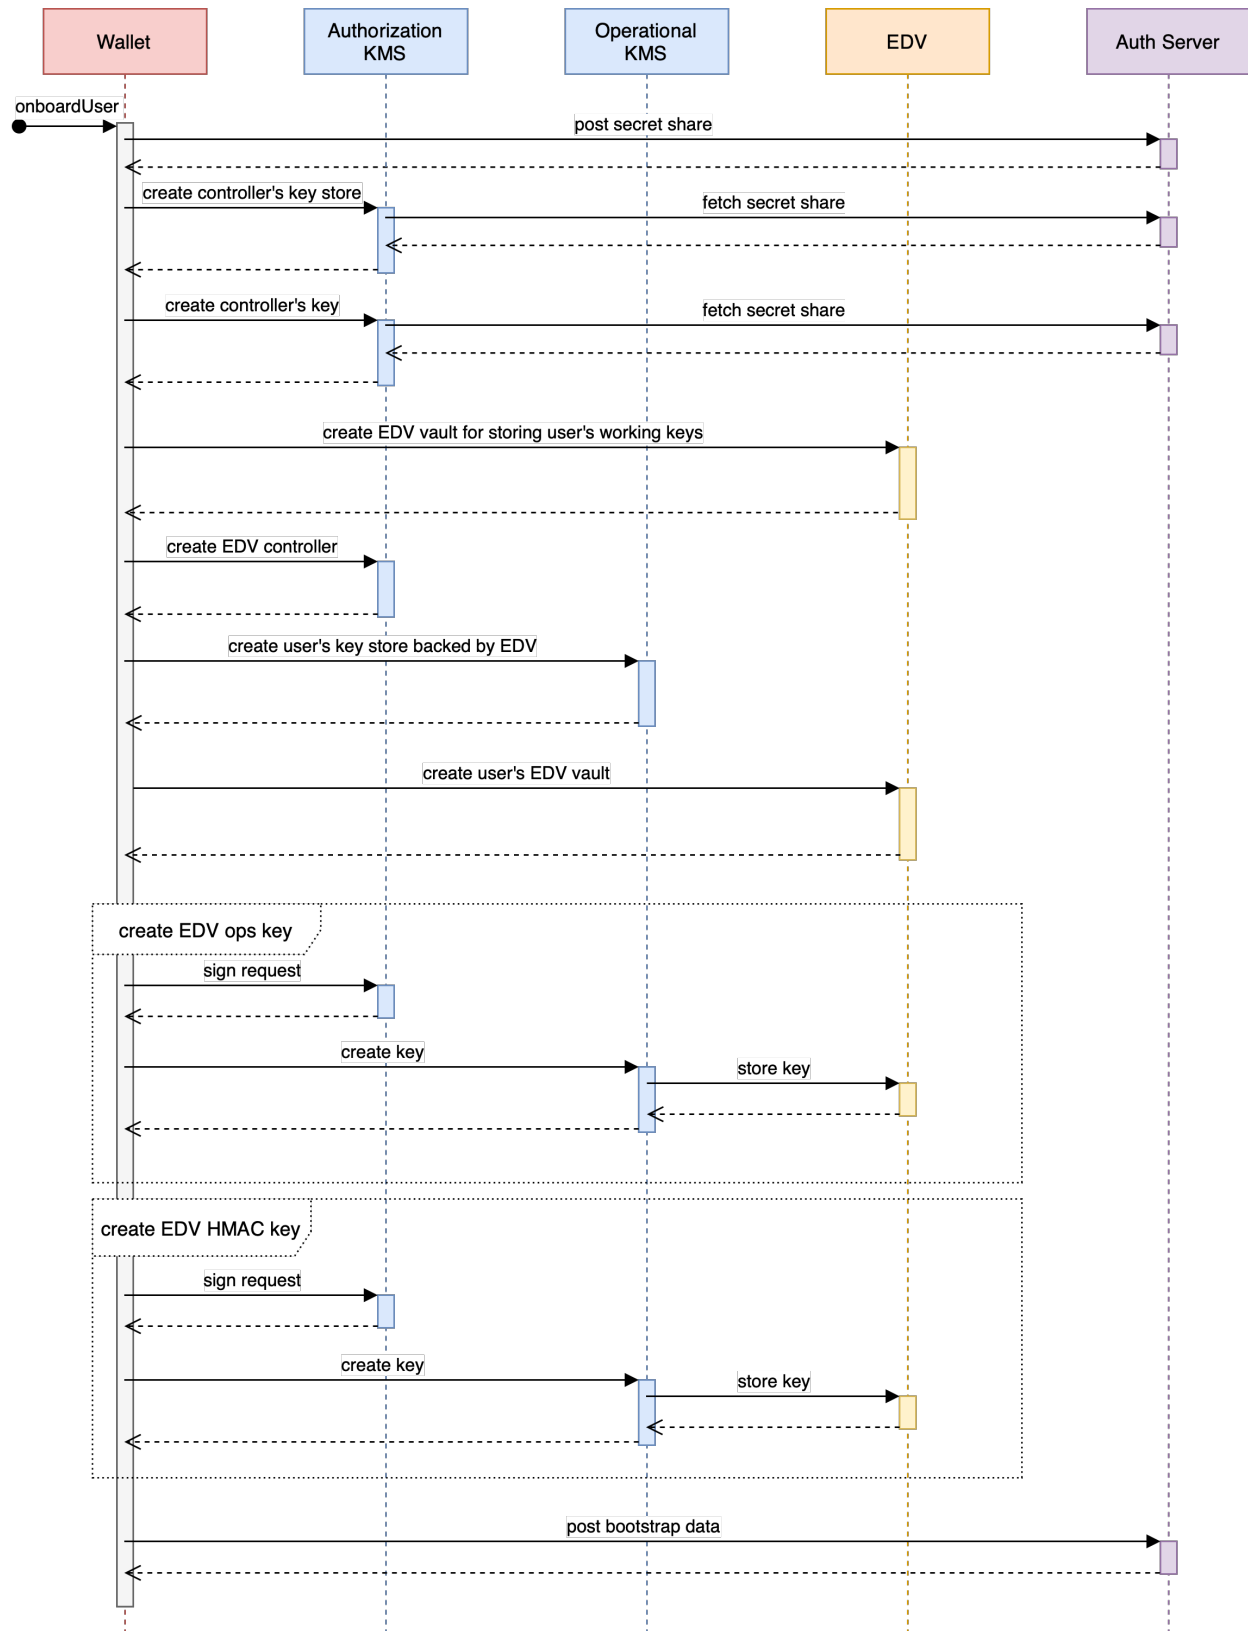 Wallet
Authorization
KMS
Operational
KMS
EDV
Auth Server
onboardUser
post secret share
create controller's key store
fetch secret share
create controller's key
fetch secret share
create EDV vault for storing user's working keys
create EDV controller
create user's key store backed by EDV
create user's EDV vault
create EDV ops key
sign request
create key
store key
create EDV HMAC key
sign request
create key
store key
post bootstrap data